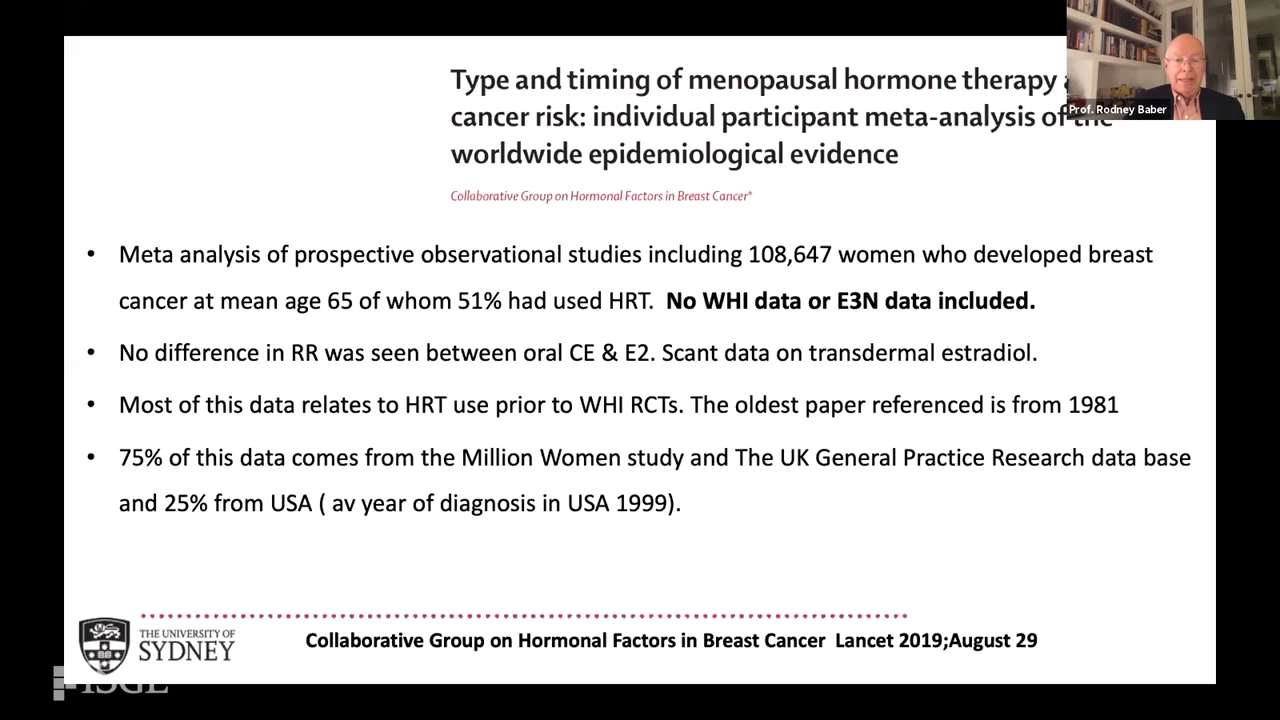 Type and timing of menopausal hormone therapy
cancer risk: individual participant meta-analysis of the
worldwide epidemiological evidence
Collaborative Group on Hormonal Factors in Breast Cancer*
Prof. Rodney Baber
• Meta analysis of prospective observational studies including 108,647 women who developed breast
cancer at mean age 65 of whom 51% had used HRT. No WHI data or E3N data included.
• No difference in RR was seen between oral CE & E2. Scant data on transdermal estradiol.
• Most of this data relates to HRT use prior to WHI RCTs. The oldest paper referenced is from 1981
• 75% of this data comes from the Million Women study and The UK General Practice Research data base
and 25% from USA ( av year of diagnosis in USA 1999).
THE UNIVERSITY OF
SYDNEY
Collaborative Group on Hormonal Factors in Breast Cancer Lancet 2019;August 29